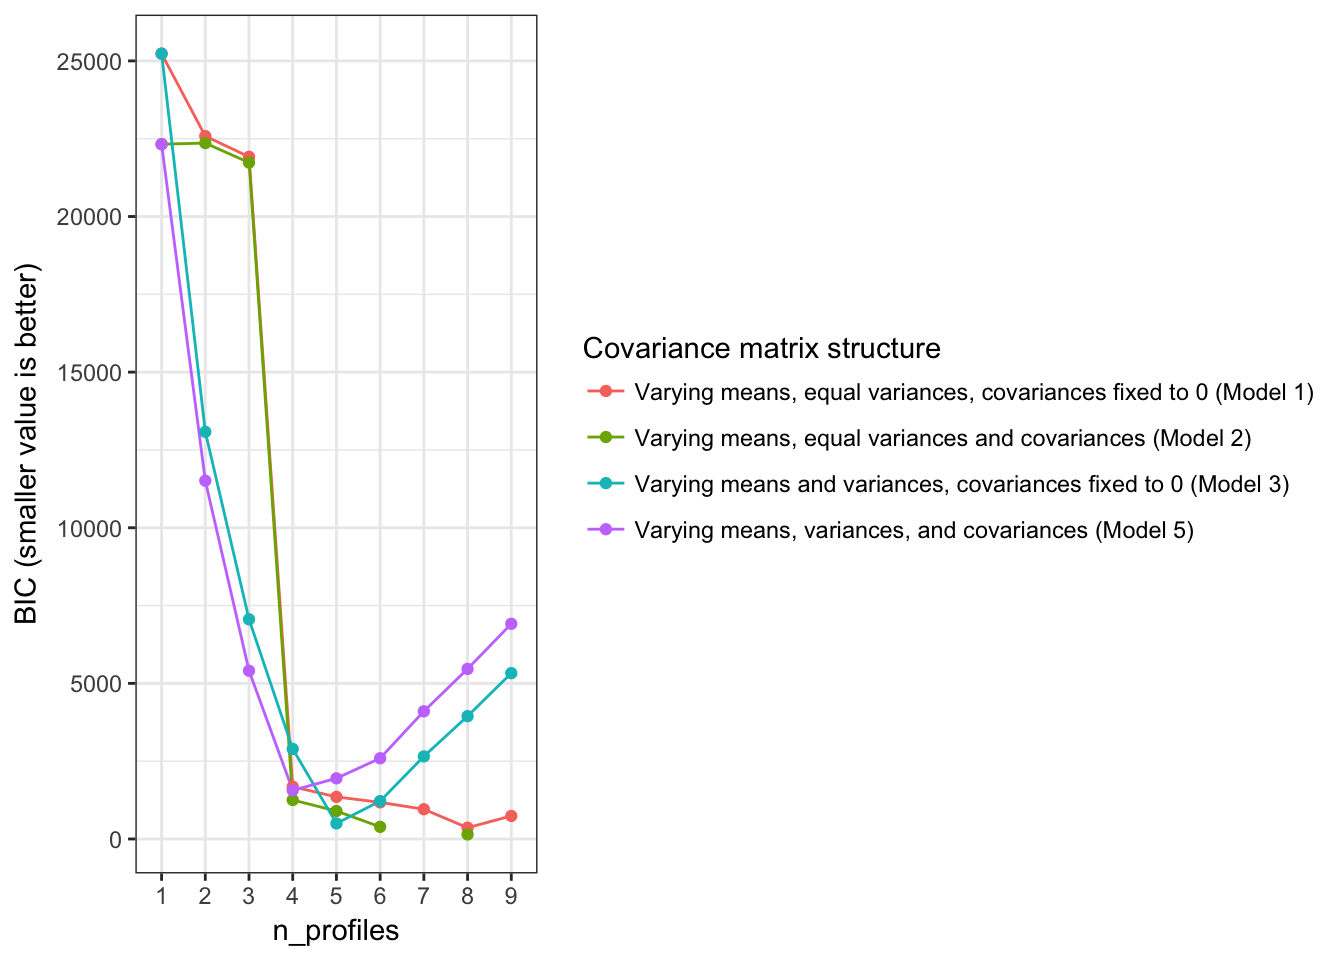 BIC (smaller value is better)
25000
20000
15000
10000
5000
0
1 2 3 4 5 6 7 8 9
n_profiles
Covariance matrix structure
Varying means, equal variances, covariances fixed to 0 (Model 1)
Varying means, equal variances and covariances (Model 2)
Varying means and variances, covariances fixed to 0 (Model 3)
Varying means, variances, and covariances (Model 5)